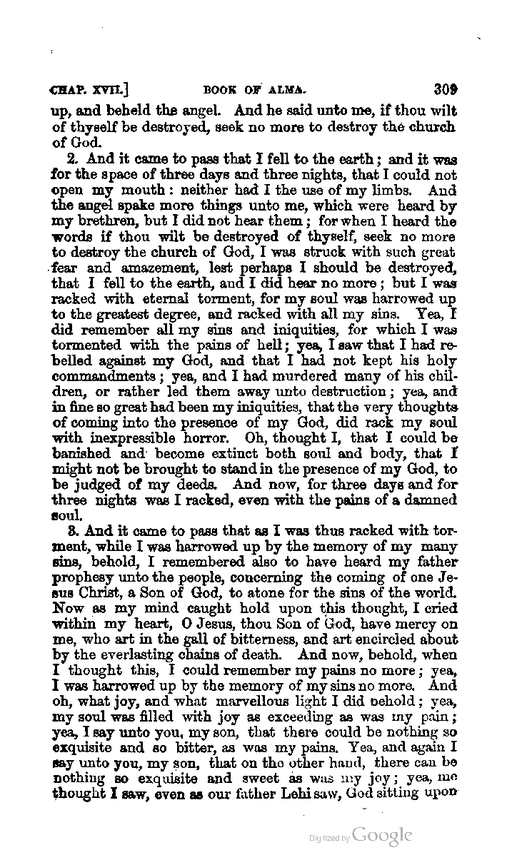 CHAP. XVII.] BOOK OF ALMA. 309
up, and beheld the angel. And he said unto me, if thou wilt
of thyself be destroyed, seek no more to destroy the church
of God.
2. And it came to pass that I fell to the earth; and it was
for the space of three days and three nights, that I could not
open my mouth: neither had I the use of my limbs. And
the angel spake more things unto me, which were heard by
my brethren, but I did not hear them; for when I heard the
words if thou wilt be destroyed of thyself, seek no more
to destroy the church of God, I was struck with such great
fear and amazement, lest perhaps I should be destroyed,
that I fell to the earth, and I did hear no more; but I was
racked with eternal torment, for my soul was harrowed up
to the greatest degree, and racked with all my sins. Yea, I
did remember all my sins and iniquities, for which I was
tormented with the pains of hell; yea, I saw that I had re-
belled against my God, and that I had not kept his holy
commandments; yea, and I had murdered many of his chil-
dren, or rather led them away unto destruction; yea, and
in fine so great had been my iniquities, that the very thoughts
of coming into the presence of my God, did rack my soul
with inexpressible horror. Oh, thought I, that I could be
banished and become extinct both soul and body, that I
might not be brought to stand in the presence of my God, to
be judged of my deeds. And now, for three days and for
three nights was I racked, even with the pains of a damned
soul.
3. And it came to pass that as I was thus racked with tor-
ment, while I was harrowed up by the memory of my many
sins, behold, I remembered also to have heard my father
prophesy unto the people, concerning the coming of one Je-
sus Christ, a Son of God, to atone for the sins of the world.
Now as my mind caught hold upon this thought, I cried
within my heart, O Jesus, thou Son of God, have mercy on
me, who art in the gall of bitterness, and art encircled about
by the everlasting chains of death. And now, behold, when
I thought this, I could remember my pains no more; yea,
I was harrowed up by the memory of my sins no more. And
oh, what joy, and what marvellous light I did behold; yea,
my soul was filled with joy as exceeding as was my pain;
yea, I say unto you, my son, that there could be nothing so
exquisite and so bitter, as was my pains. Yea, and again I
say unto you, my son, that on the other hand, there can be
nothing so exquisite and sweet as was my joy; yea, me
thought I saw, even as our father Lehi saw, God sitting upon
Digitized by Google